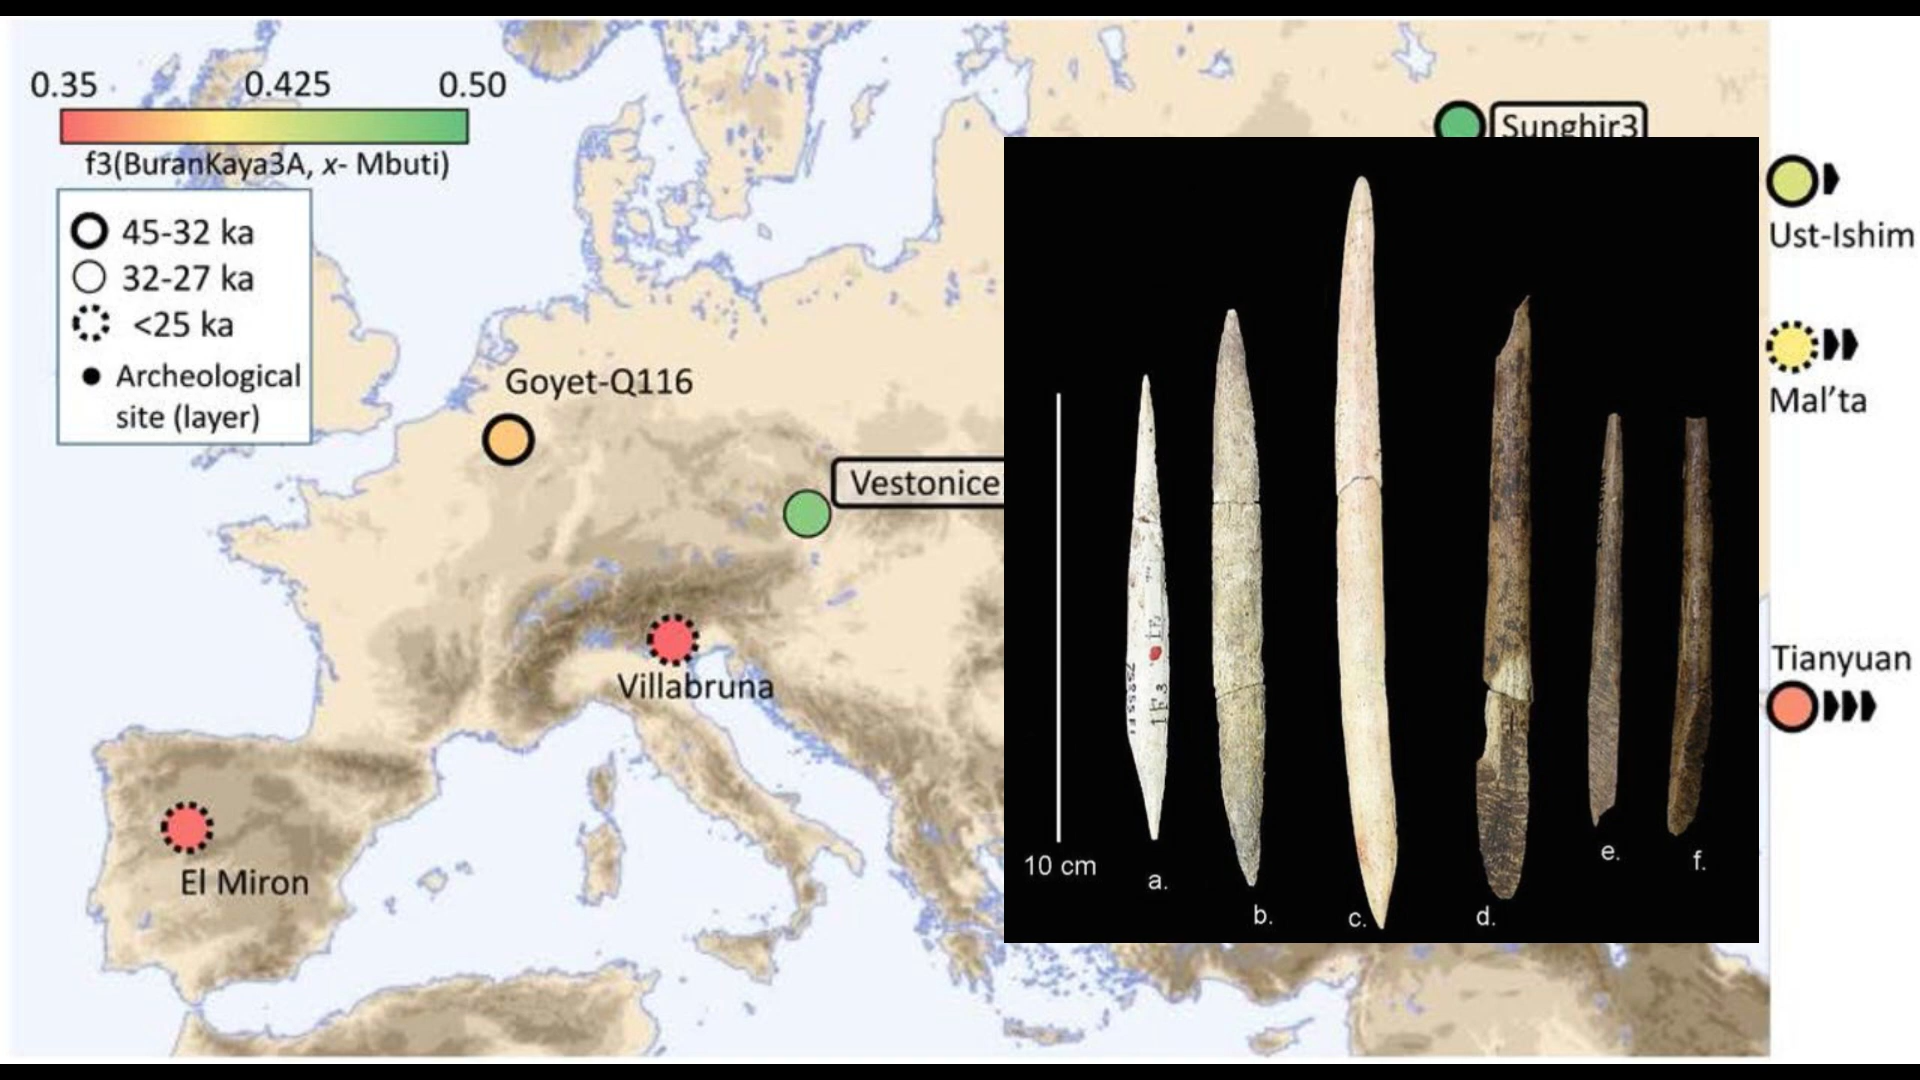 0.35 0.425 0.50
f3(BuranKaya3A, x- Mbuti)
45-32 ka
32-27 ka
<25 ka
Archeological
site (layer)
Goyet-Q116
Vestonice
Villabruna
El Miron
Sunghir3
Ust-Ishim
Mal'ta
Tianyuan
10 cm
a.
b.
c.
d.
e.
f.